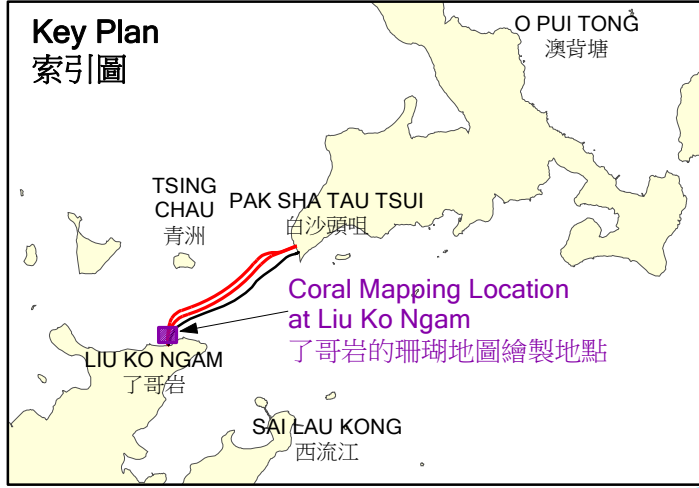 Key Plan
索引圖
O PUI TONG
澳背塘
TSING
CHAU
青洲
PAK SHA TAU TSUI
白沙頭咀
Coral Mapping Location
at Liu Ko Ngam
了哥岩的珊瑚地圖繪製地點
LIU KO NGAM
了哥岩
SAI LAU KONG
西流江